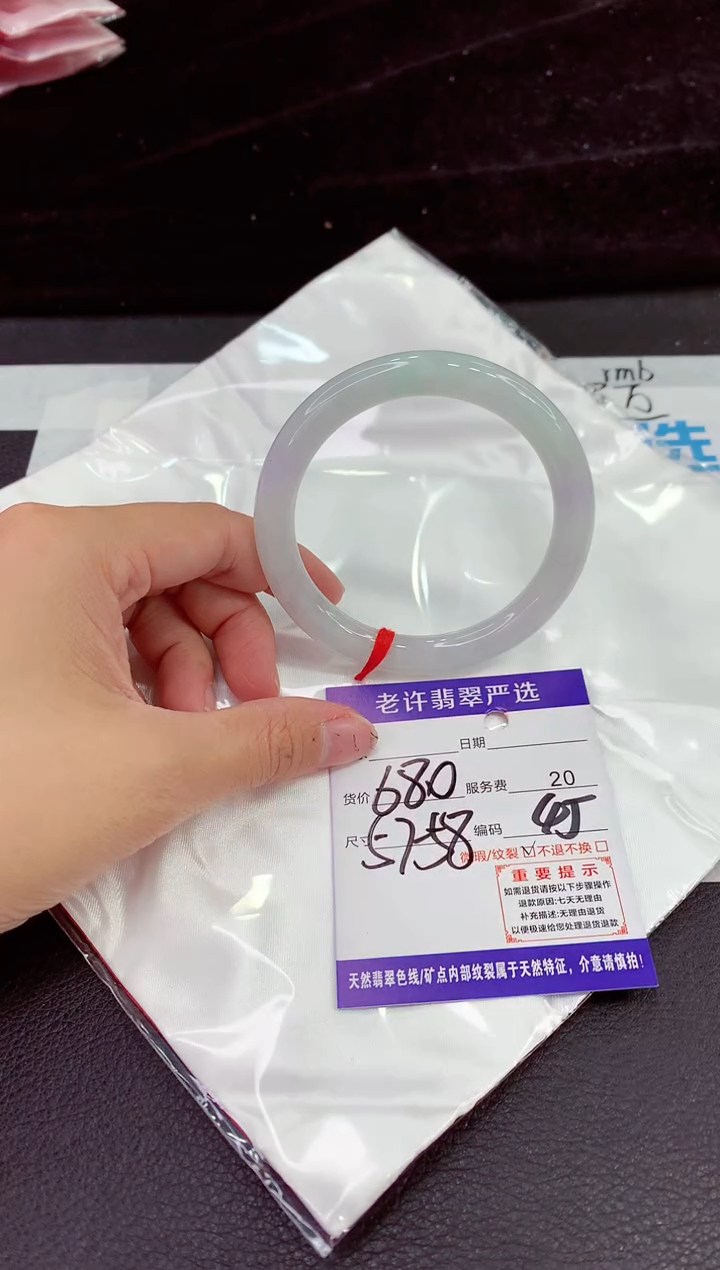 rmb
万
选
老许翡翠严选
日期
货价 680 服务费 20
尺寸 57-58 编码
微瑕/纹裂☑不退不换☐
重要提示
如需退货请按以下步骤操作
退款原因:七天无理由
补充描述:无理由退货
以便极速给您处理退货退款
天然翡翠色线/矿点内部纹裂属于天然特征，介意请慎拍!